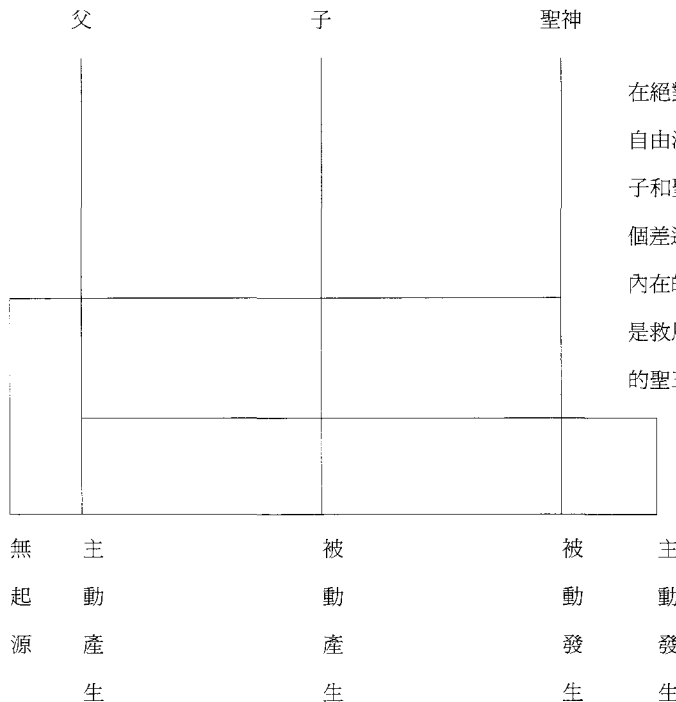 父 子 聖神
在絕
自由
子和
個差
內在
是救
的聖
無起源
主動產生
被動產生
被動發生
主動發生